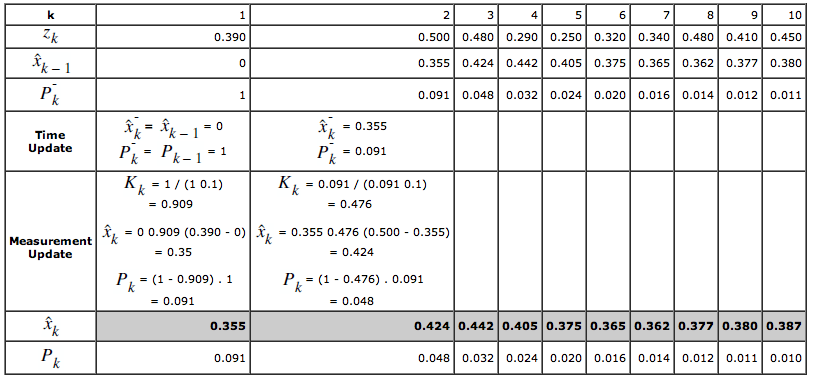 k 1 2 3 4 5 6 7 8 9 10
z_k 0.390 0.500 0.480 0.290 0.250 0.320 0.340 0.480 0.410 0.450
x̂_{k – 1} 0 0.355 0.424 0.442 0.405 0.375 0.365 0.362 0.377 0.380
P_k^- 1 0.091 0.048 0.032 0.024 0.020 0.016 0.014 0.012 0.011
Time
Update
x̂_k^- = x̂_{k – 1} = 0
P_k^- = P_{k – 1} = 1
x̂_k^- = 0.355
P_k^- = 0.091
Measurement
Update
K_k = 1 / (1 0.1)
= 0.909
x̂_k = 0 0.909 (0.390 - 0)
= 0.35
P_k = (1 - 0.909) . 1
= 0.091
K_k = 0.091 / (0.091 0.1)
= 0.476
x̂_k = 0.355 0.476 (0.500 - 0.355)
= 0.424
P_k = (1 - 0.476) . 0.091
= 0.048
x̂_k 0.355 0.424 0.442 0.405 0.375 0.365 0.362 0.377 0.380 0.387
P_k 0.091 0.048 0.032 0.024 0.020 0.016 0.014 0.012 0.011 0.010